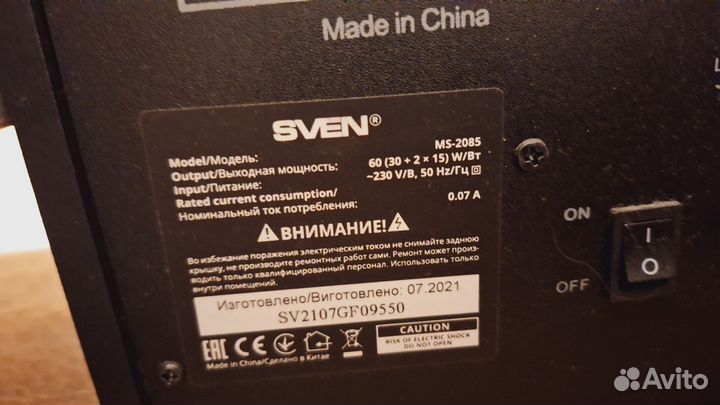 Made in China
SVEN®
Model/Модель: MS-2085
Output/Выходная мощность: 60 (30 + 2 × 15) W/Вт
Input/Питание: ~230 V/В, 50 Hz/Гц
Rated current consumption/
Номинальный ток потребления: 0.07 A
ВНИМАНИЕ!
Во избежание поражения электрическим током не снимайте заднюю
крышку, не производите ремонтных работ сами. Ремонт может произ-
водить только квалифицированный персонал. Использовать только
внутри помещений.
Изготовлено/Виготовлено: 07.2021
SV2107GF09550
EAC CE
CAUTION
RISK OF ELECTRIC SHOCK
DO NOT OPEN
Made in China/Сделано в Китае
ON
I
O
OFF
Avito